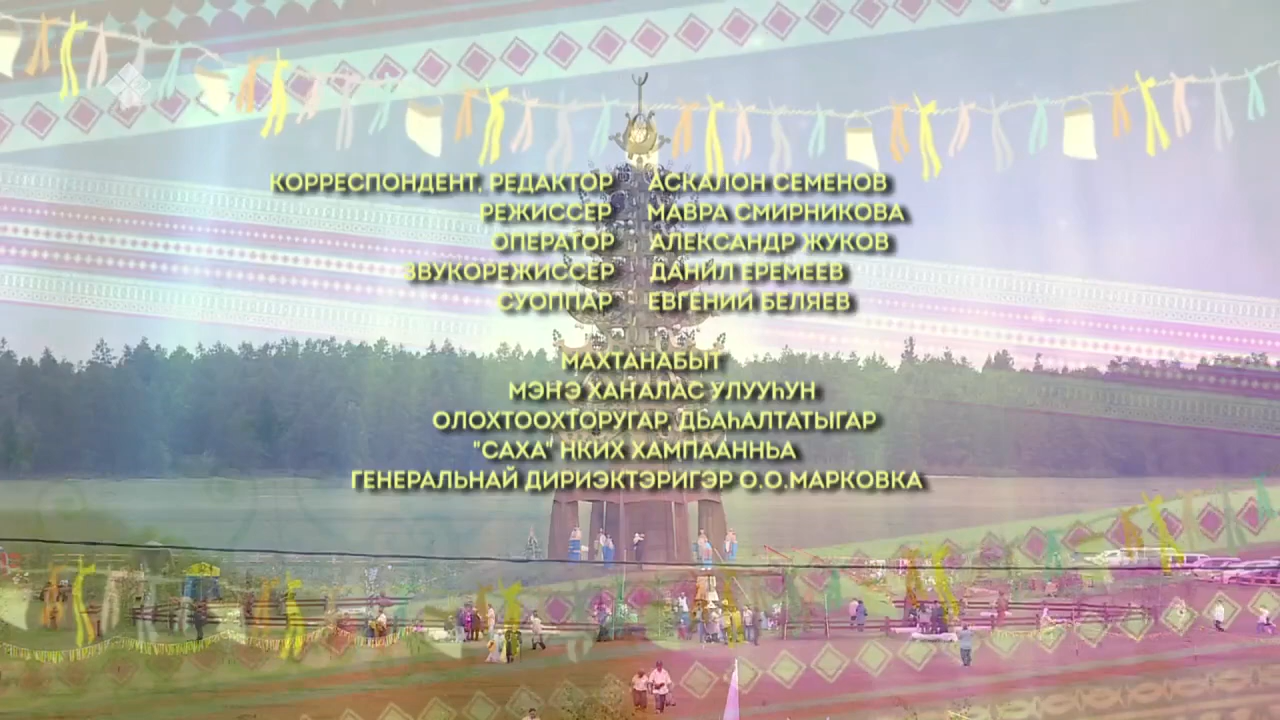 КОРРЕСПОНДЕНТ, РЕДАКТОР АСКАЛОН СЕМЕНОВ
РЕЖИССЕР МАВРА СМИРНИКОВА
ОПЕРАТОР АЛЕКСАНДР ЖУКОВ
ЗВУКОРЕЖИССЕР ДАНИЛ ЕРЕМЕЕВ
СУОППАР ЕВГЕНИЙ БЕЛЯЕВ
МАХТАНАБЫТ
МЭҤЭ ХАҤАЛАС УЛУУҺУН
ОЛОХТООХТОРУГАР, ДЬАҺАЛТАТЫГАР
"САХА" НКИХ ХАМПААННЬА
ГЕНЕРАЛЬНАЙ ДИРИЭКТЭРИГЭР О.О.МАРКОВКА